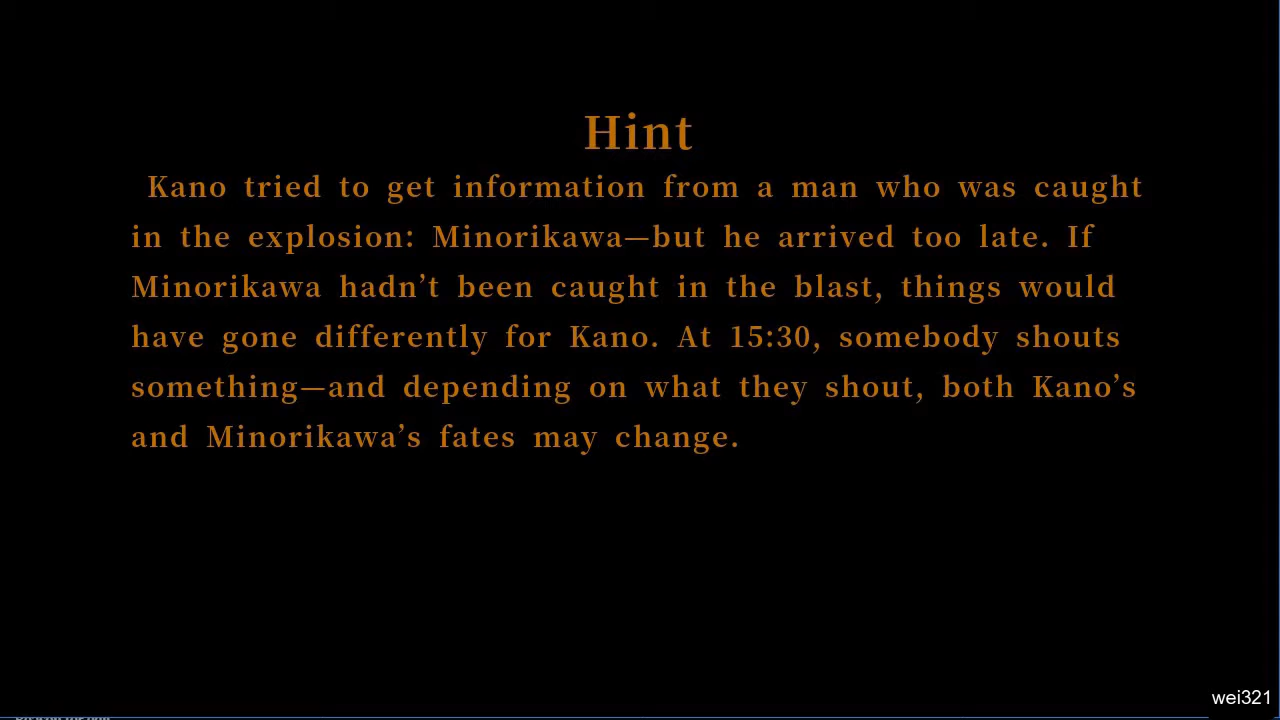 Hint
Kano tried to get information from a man who was caught
in the explosion: Minorikawa—but he arrived too late. If
Minorikawa hadn’t been caught in the blast, things would
have gone differently for Kano. At 15:30, somebody shouts
something—and depending on what they shout, both Kano’s
and Minorikawa’s fates may change.
wei321